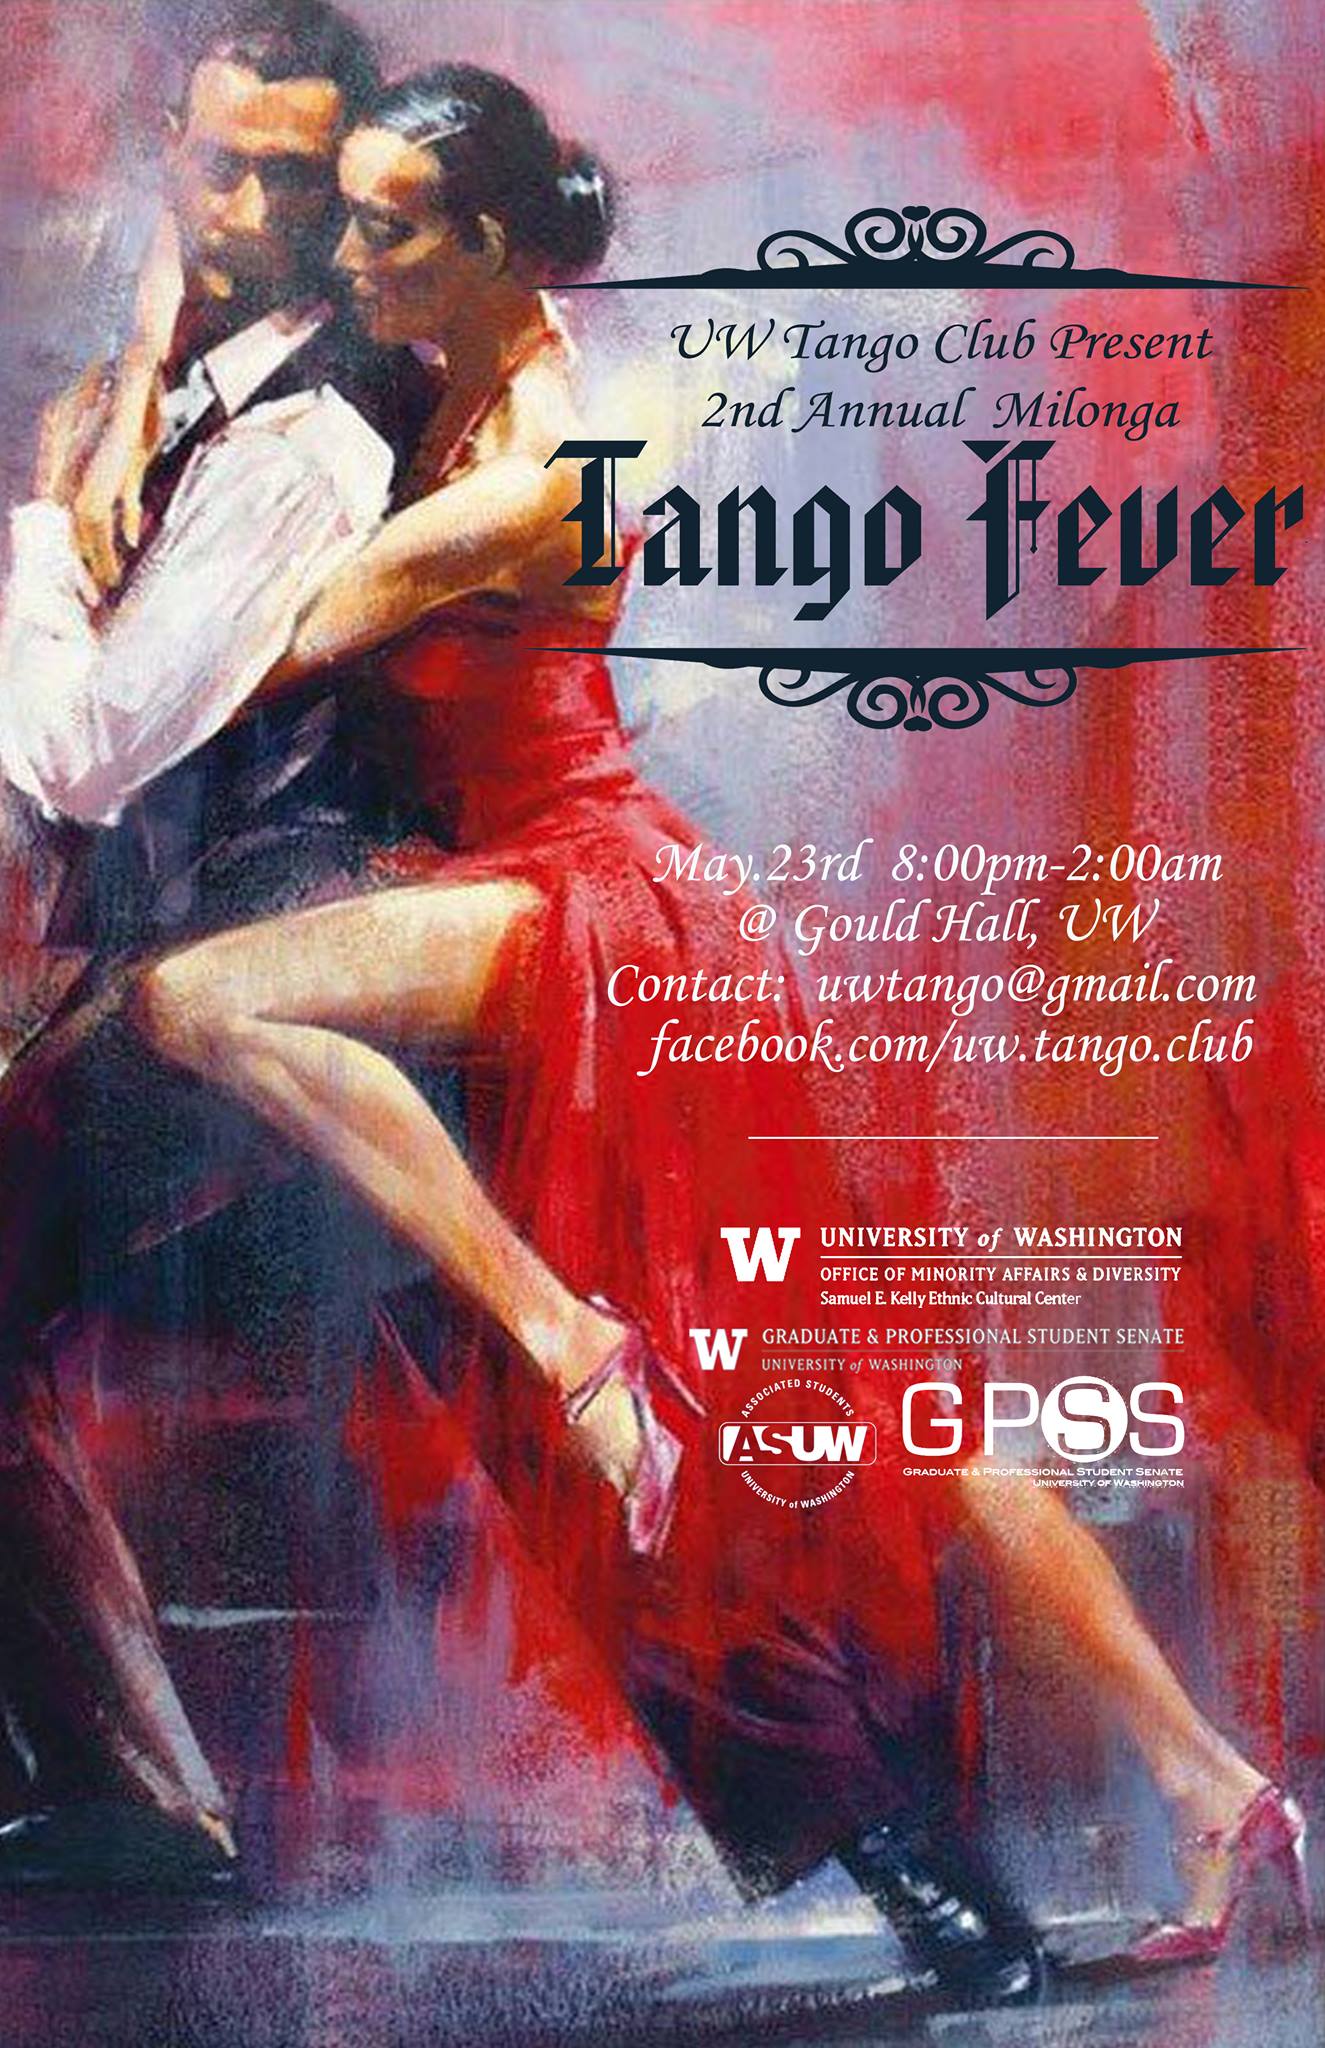 UW Tango Club Present
2nd Annual Milonga
Tango Fever
May.23rd 8:00pm-2:00am
@ Gould Hall, UW
Contact: uwtango@gmail.com
facebook.com/uw.tango.club
W UNIVERSITY of WASHINGTON
OFFICE OF MINORITY AFFAIRS & DIVERSITY
Samuel E. Kelly Ethnic Cultural Center
W GRADUATE & PROFESSIONAL STUDENT SENATE
UNIVERSITY of WASHINGTON
ASSOCIATED STUDENTS
ASUW
UNIVERSITY of WASHINGTON
GPSS
GRADUATE & PROFESSIONAL STUDENT SENATE
UNIVERSITY OF WASHINGTON